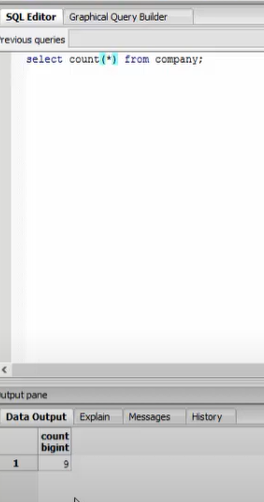 SQL Editor Graphical Query Builder
revious queries
select count(*) from company;
utput pane
Data Output Explain Messages History
count
bigint
1 9